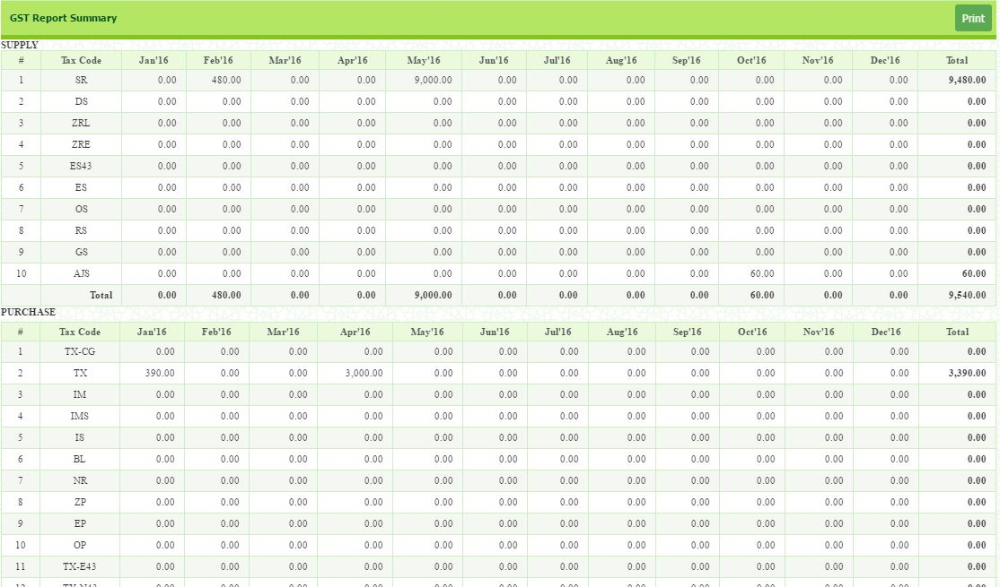 GST Report Summary Print
SUPPLY
# Tax Code Jan'16 Feb'16 Mar'16 Apr'16 May'16 Jun'16 Jul'16 Aug'16 Sep'16 Oct'16 Nov'16 Dec'16 Total
1 SR 0.00 480.00 0.00 0.00 9,000.00 0.00 0.00 0.00 0.00 0.00 0.00 0.00 9,480.00
2 DS 0.00 0.00 0.00 0.00 0.00 0.00 0.00 0.00 0.00 0.00 0.00 0.00 0.00
3 ZRL 0.00 0.00 0.00 0.00 0.00 0.00 0.00 0.00 0.00 0.00 0.00 0.00 0.00
4 ZRE 0.00 0.00 0.00 0.00 0.00 0.00 0.00 0.00 0.00 0.00 0.00 0.00 0.00
5 ES43 0.00 0.00 0.00 0.00 0.00 0.00 0.00 0.00 0.00 0.00 0.00 0.00 0.00
6 ES 0.00 0.00 0.00 0.00 0.00 0.00 0.00 0.00 0.00 0.00 0.00 0.00 0.00
7 OS 0.00 0.00 0.00 0.00 0.00 0.00 0.00 0.00 0.00 0.00 0.00 0.00 0.00
8 RS 0.00 0.00 0.00 0.00 0.00 0.00 0.00 0.00 0.00 0.00 0.00 0.00 0.00
9 GS 0.00 0.00 0.00 0.00 0.00 0.00 0.00 0.00 0.00 0.00 0.00 0.00 0.00
10 AJS 0.00 0.00 0.00 0.00 0.00 0.00 0.00 0.00 0.00 60.00 0.00 0.00 60.00
Total 0.00 480.00 0.00 0.00 9,000.00 0.00 0.00 0.00 0.00 60.00 0.00 0.00 9,540.00
PURCHASE
# Tax Code Jan'16 Feb'16 Mar'16 Apr'16 May'16 Jun'16 Jul'16 Aug'16 Sep'16 Oct'16 Nov'16 Dec'16 Total
1 TX-CG 0.00 0.00 0.00 0.00 0.00 0.00 0.00 0.00 0.00 0.00 0.00 0.00 0.00
2 TX 390.00 0.00 0.00 3,000.00 0.00 0.00 0.00 0.00 0.00 0.00 0.00 0.00 3,390.00
3 IM 0.00 0.00 0.00 0.00 0.00 0.00 0.00 0.00 0.00 0.00 0.00 0.00 0.00
4 IMS 0.00 0.00 0.00 0.00 0.00 0.00 0.00 0.00 0.00 0.00 0.00 0.00 0.00
5 IS 0.00 0.00 0.00 0.00 0.00 0.00 0.00 0.00 0.00 0.00 0.00 0.00 0.00
6 BL 0.00 0.00 0.00 0.00 0.00 0.00 0.00 0.00 0.00 0.00 0.00 0.00 0.00
7 NR 0.00 0.00 0.00 0.00 0.00 0.00 0.00 0.00 0.00 0.00 0.00 0.00 0.00
8 ZP 0.00 0.00 0.00 0.00 0.00 0.00 0.00 0.00 0.00 0.00 0.00 0.00 0.00
9 EP 0.00 0.00 0.00 0.00 0.00 0.00 0.00 0.00 0.00 0.00 0.00 0.00 0.00
10 OP 0.00 0.00 0.00 0.00 0.00 0.00 0.00 0.00 0.00 0.00 0.00 0.00 0.00
11 TX-E43 0.00 0.00 0.00 0.00 0.00 0.00 0.00 0.00 0.00 0.00 0.00 0.00 0.00